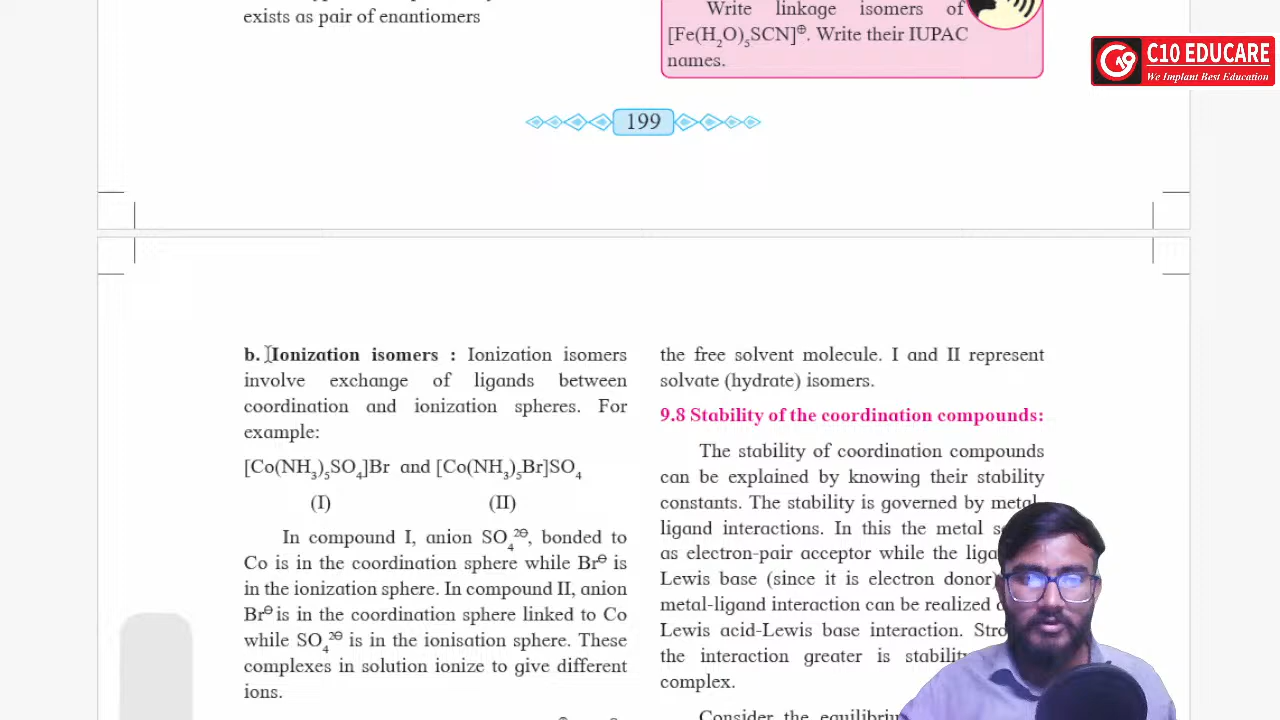 exists as pair of enantiomers
Write linkage isomers of
[Fe(H₂O)₅SCN]⊕. Write their IUPAC
names.
C10 EDUCARE
We Implant Best Education
199
b. Ionization isomers : Ionization isomers
involve exchange of ligands between
coordination and ionization spheres. For
example:
[Co(NH₃)₅SO₄]Br and [Co(NH₃)₅Br]SO₄
(I) (II)
In compound I, anion SO₄²⊖, bonded to
Co is in the coordination sphere while Br⊖ is
in the ionization sphere. In compound II, anion
Br⊖ is in the coordination sphere linked to Co
while SO₄²⊖ is in the ionisation sphere. These
complexes in solution ionize to give different
ions.
the free solvent molecule. I and II represent
solvate (hydrate) isomers.
9.8 Stability of the coordination compounds:
The stability of coordination compounds
can be explained by knowing their stability
constants. The stability is governed by metal-
ligand interactions. In this the metal
as electron-pair acceptor while the
Lewis base (since it is electron donor)
metal-ligand interaction can be realized
Lewis acid-Lewis base interaction.
the interaction greater is
complex.
Consider the